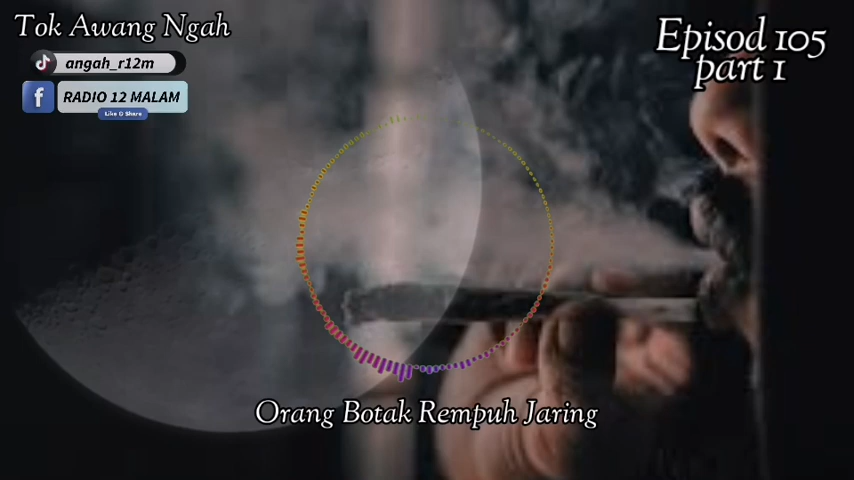 Tok Awang Ngah
angah_r12m
RADIO 12 MALAM
Like & Share
Episod 105
part 1
Orang Botak Rempuh Jaring